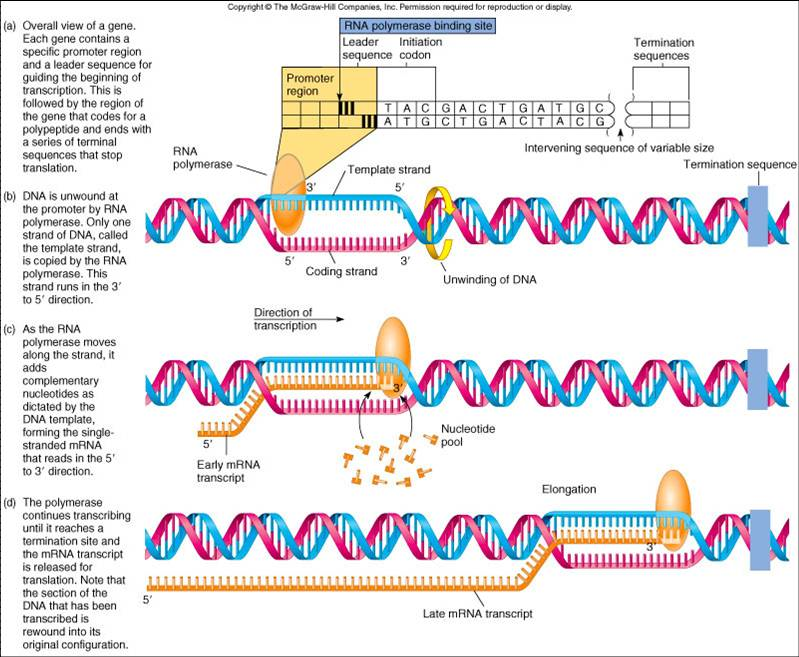 Copyright © The McGraw-Hill Companies, Inc. Permission required for reproduction or display.
(a) Overall view of a gene.
Each gene contains a
specific promoter region
and a leader sequence for
guiding the beginning of
transcription. This is
followed by the region of
the gene that codes for a
polypeptide and ends with
a series of terminal
sequences that stop
translation.
RNA polymerase binding site
Leader
sequence
Initiation
codon
Termination
sequences
Promoter
region
T A C G A C T G A T G C
A T G C T G A C T A C G
Intervening sequence of variable size
RNA
polymerase
Template strand
Termination sequence
(b) DNA is unwound at
the promoter by RNA
polymerase. Only one
strand of DNA, called
the template strand,
is copied by the RNA
polymerase. This
strand runs in the 3′
to 5′ direction.
3′
5′
5′
3′
Coding strand
Unwinding of DNA
(c) As the RNA
polymerase moves
along the strand, it
adds
complementary
nucleotides as
dictated by the
DNA template,
forming the single-
stranded mRNA
that reads in the 5′
to 3′ direction.
Direction of
transcription
3′
5′
Early mRNA
transcript
Nucleotide
pool
(d) The polymerase
continues transcribing
until it reaches a
termination site and
the mRNA transcript
is released for
translation. Note that
the section of the
DNA that has been
transcribed is
rewound into its
original configuration.
Elongation
3′
5′
Late mRNA transcript